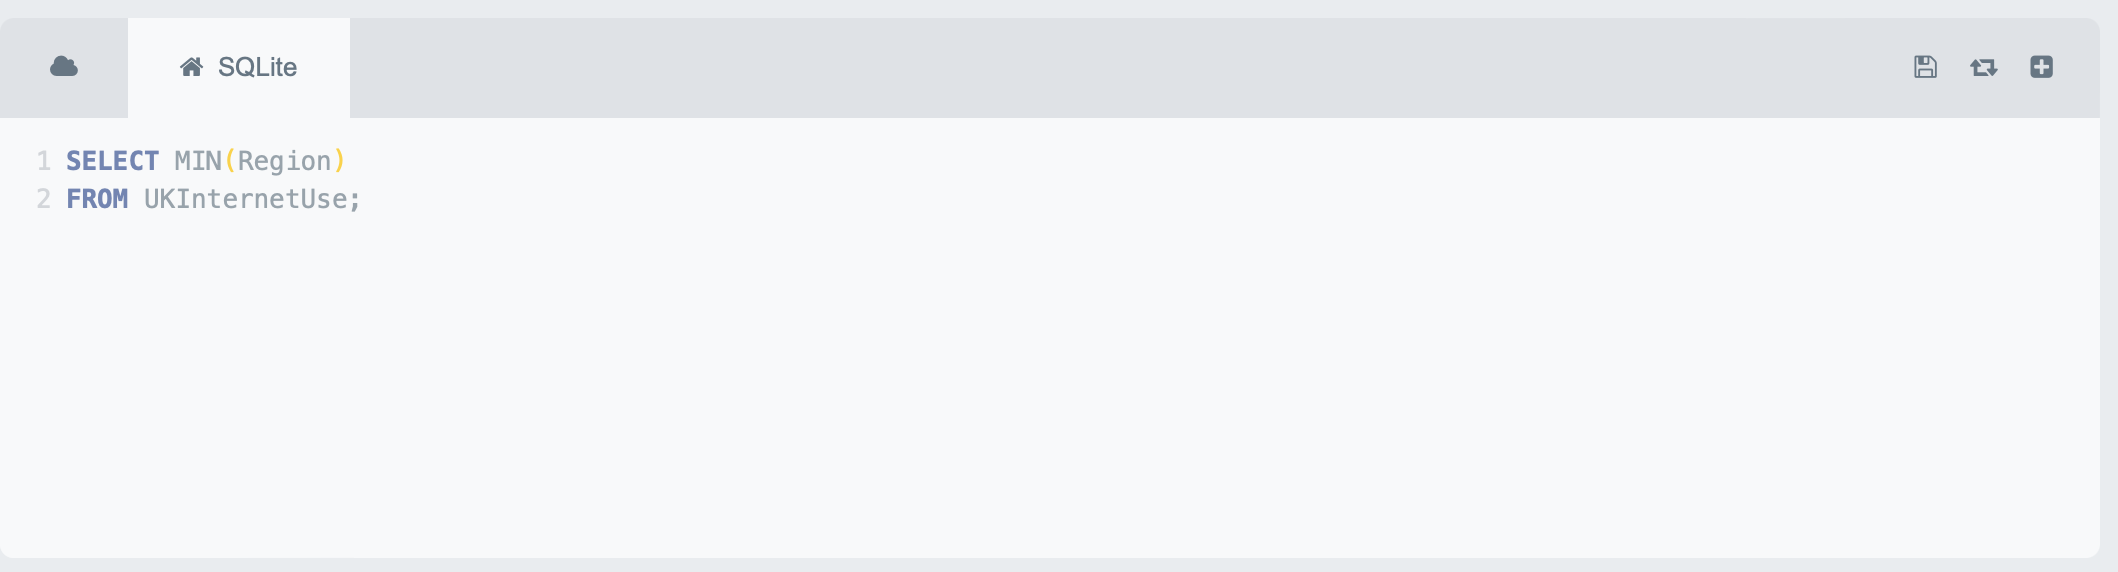 SQLite
1 SELECT MIN(Region)
2 FROM UKInternetUse;